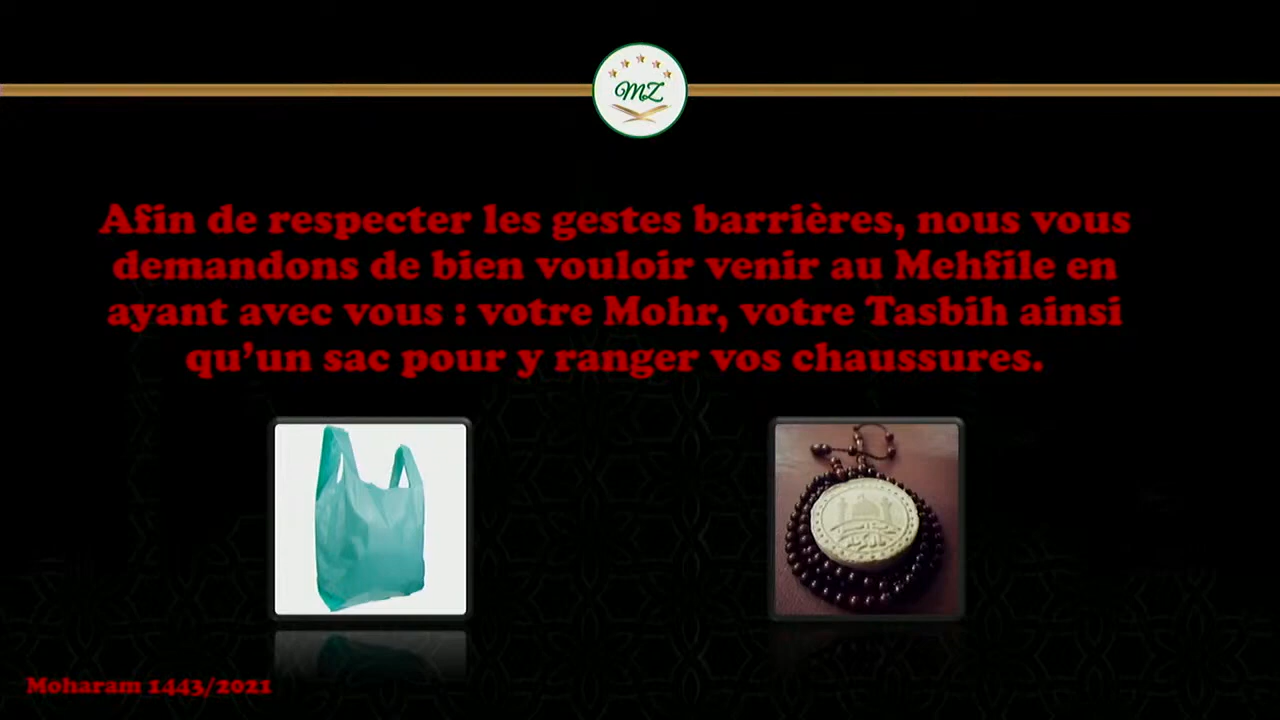 MZ
Afin de respecter les gestes barrières, nous vous
demandons de bien vouloir venir au Mehfile en
ayant avec vous : votre Mohr, votre Tasbih ainsi
qu’un sac pour y ranger vos chaussures.
Moharam 1443/2021